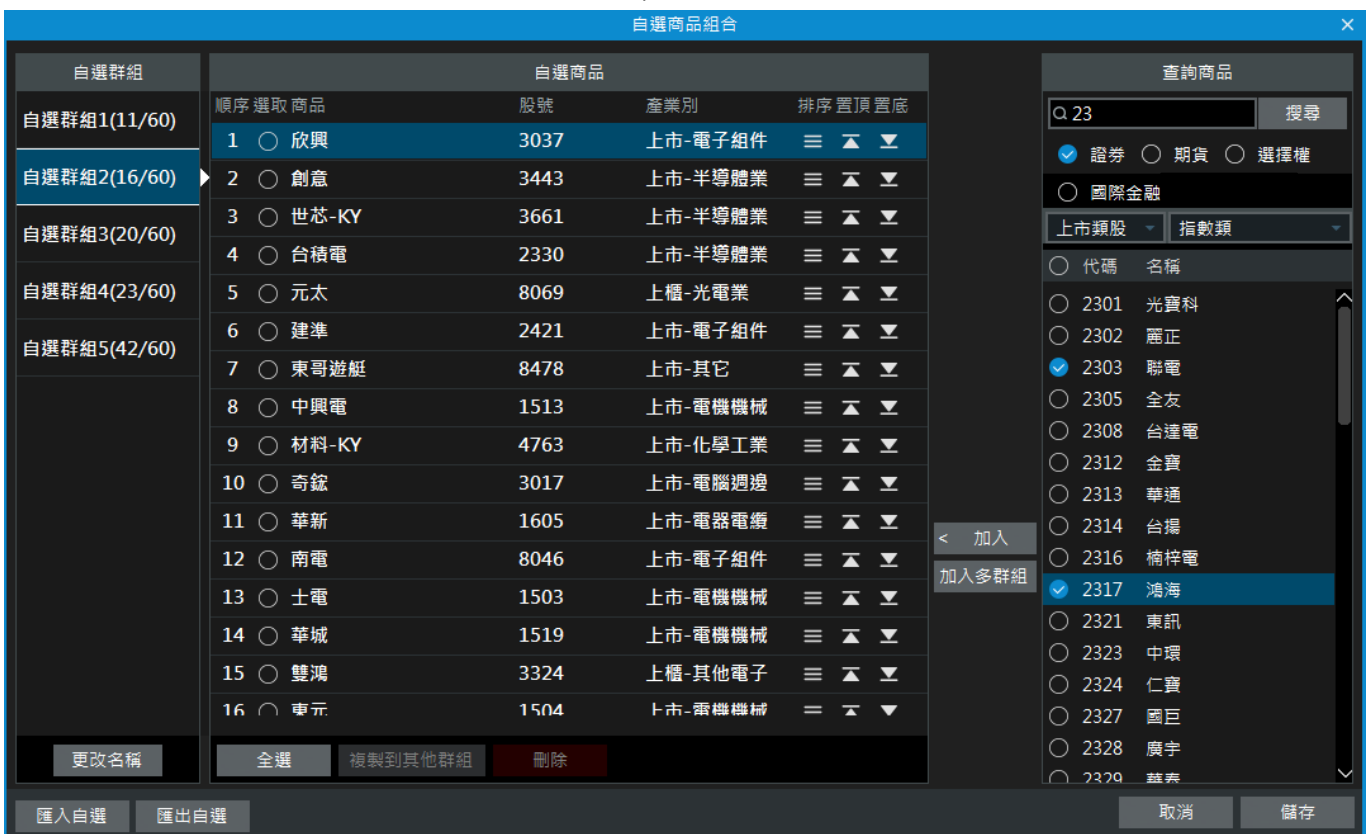 自選商品組合 ×
自選群組
自選群組1(11/60)
自選群組2(16/60)
自選群組3(20/60)
自選群組4(23/60)
自選群組5(42/60)
更改名稱
自選商品
順序 選取 商品 股號 產業別 排序 置頂 置底
1 欣興 3037 上市-電子組件
2 創意 3443 上市-半導體業
3 世芯-KY 3661 上市-半導體業
4 台積電 2330 上市-半導體業
5 元太 8069 上櫃-光電業
6 建準 2421 上市-電子組件
7 東哥遊艇 8478 上市-其它
8 中興電 1513 上市-電機機械
9 材料-KY 4763 上市-化學工業
10 奇鋐 3017 上市-電腦週邊
11 華新 1605 上市-電器電纜
12 南電 8046 上市-電子組件
13 士電 1503 上市-電機機械
14 華城 1519 上市-電機機械
15 雙鴻 3324 上櫃-其他電子
16 東元 1504 上市-電機機械
全選 複製到其他群組 刪除
< 加入
加入多群組
查詢商品
23 搜尋
證券 期貨 選擇權
國際金融
上市類股 指數類
代碼 名稱
2301 光寶科
2302 麗正
2303 聯電
2305 全友
2308 台達電
2312 金寶
2313 華通
2314 台揚
2316 楠梓電
2317 鴻海
2321 東訊
2323 中環
2324 仁寶
2327 國巨
2328 廣宇
2329 華泰
匯入自選 匯出自選 取消 儲存